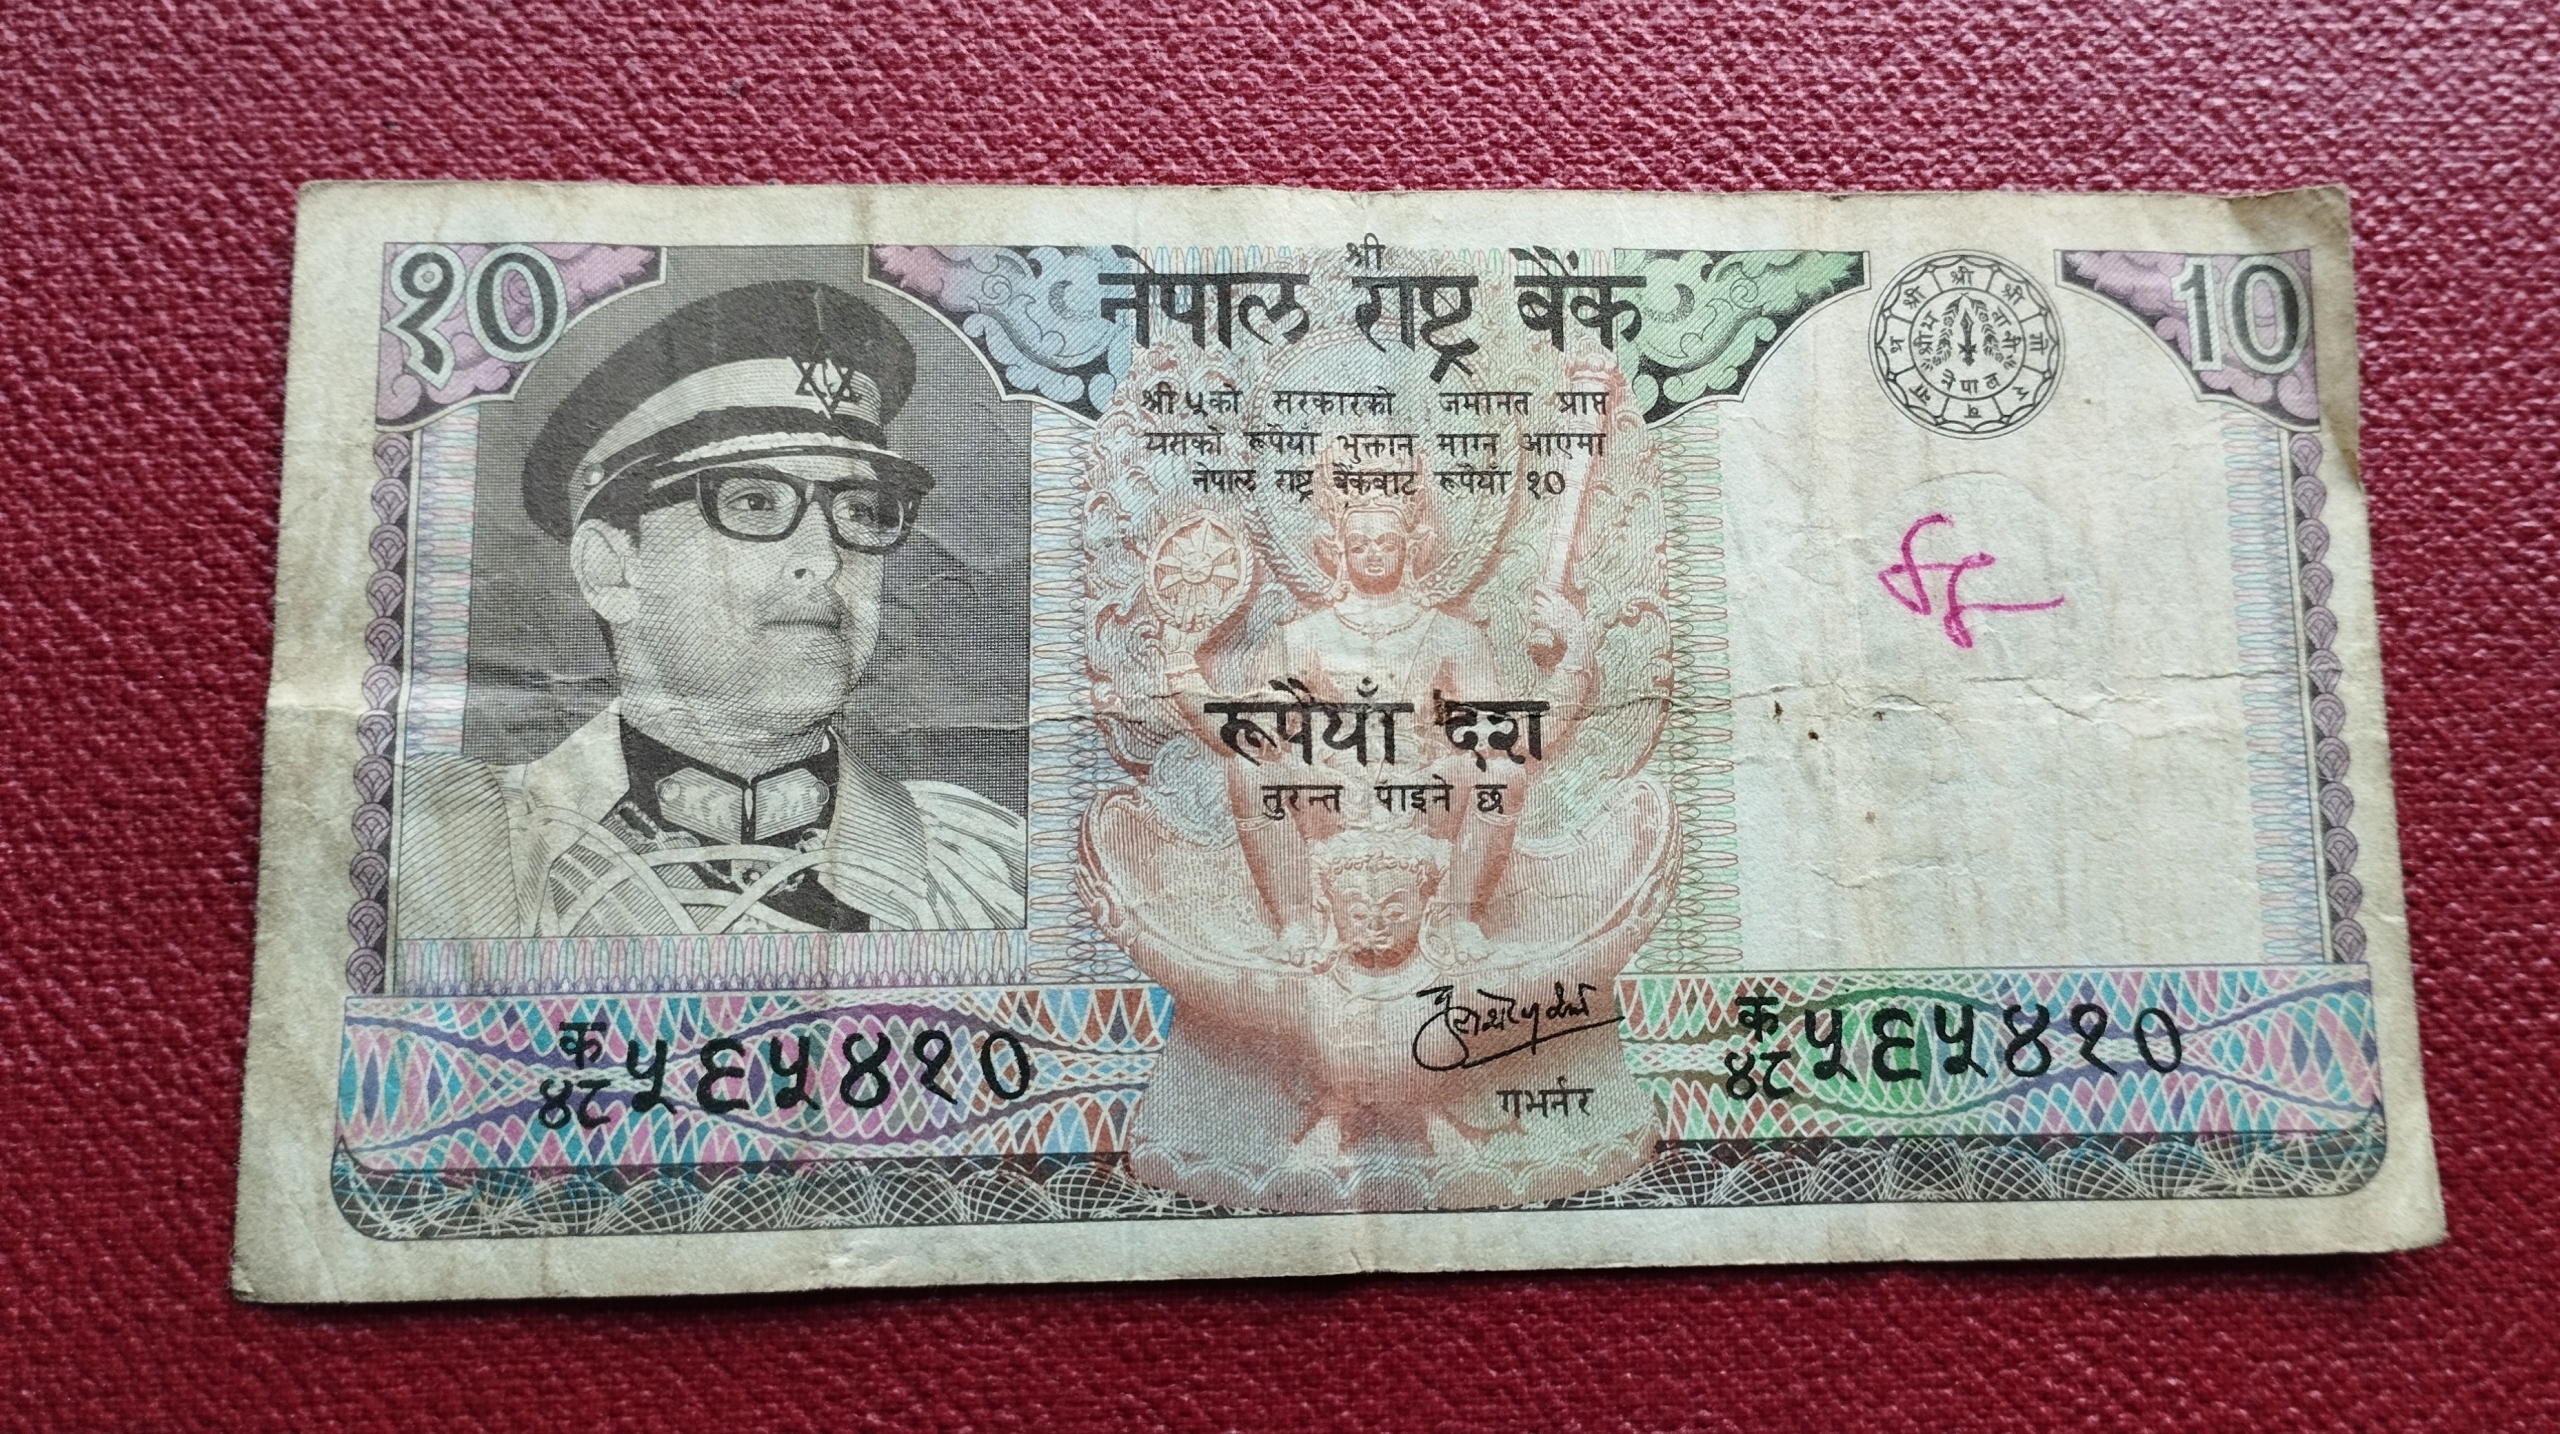 १०
श्री
नेपाल राष्ट्र बैंक
10
श्री ५ को सरकारको जमानत प्राप्त
यसको रूपैयाँ भुक्तान माग्न आएमा
नेपाल राष्ट्र बैंकबाट रूपैयाँ १०
रूपैयाँ दश
तुरन्त पाइने छ
गभर्नर
क
४८ ५६५४१०
क
४८ ५६५४१०
नेपाल